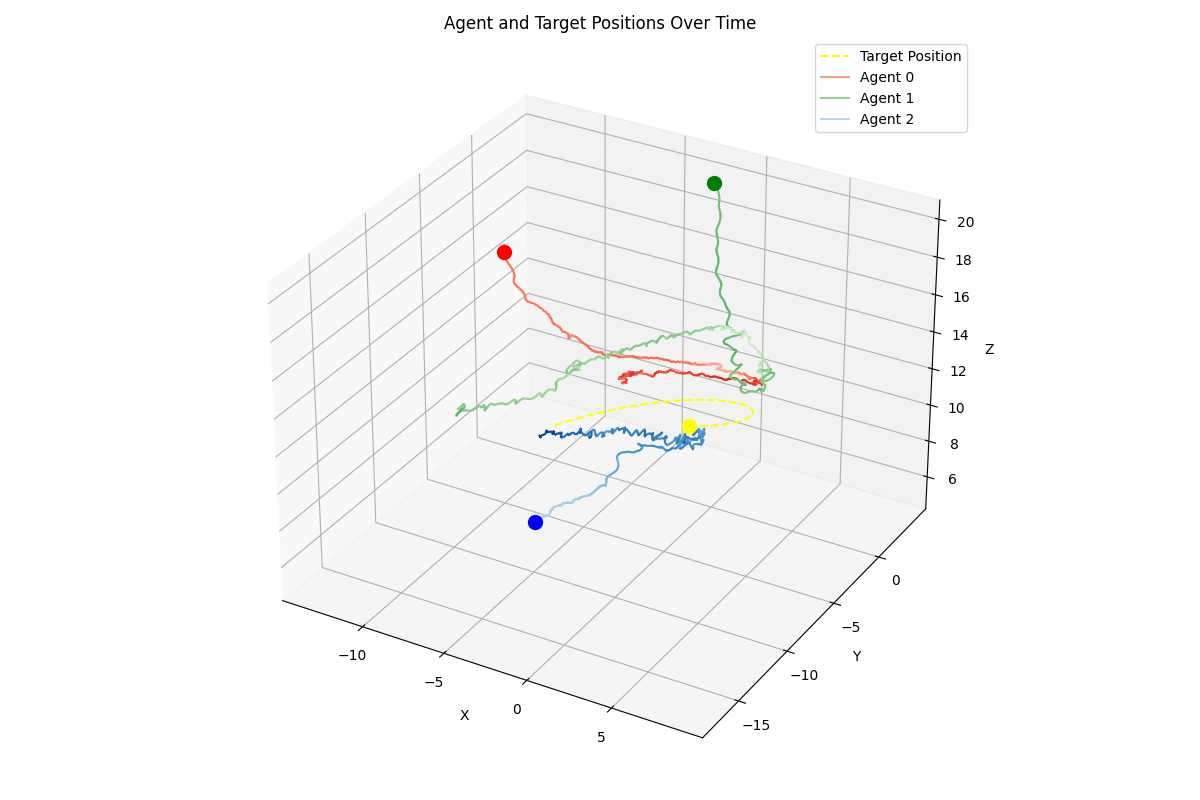 Agent and Target Positions Over Time
Target Position
Agent 0
Agent 1
Agent 2
20
18
16
14
12
10
8
6
Z
0
−5
−10
−15
Y
−10
−5
0
5
X